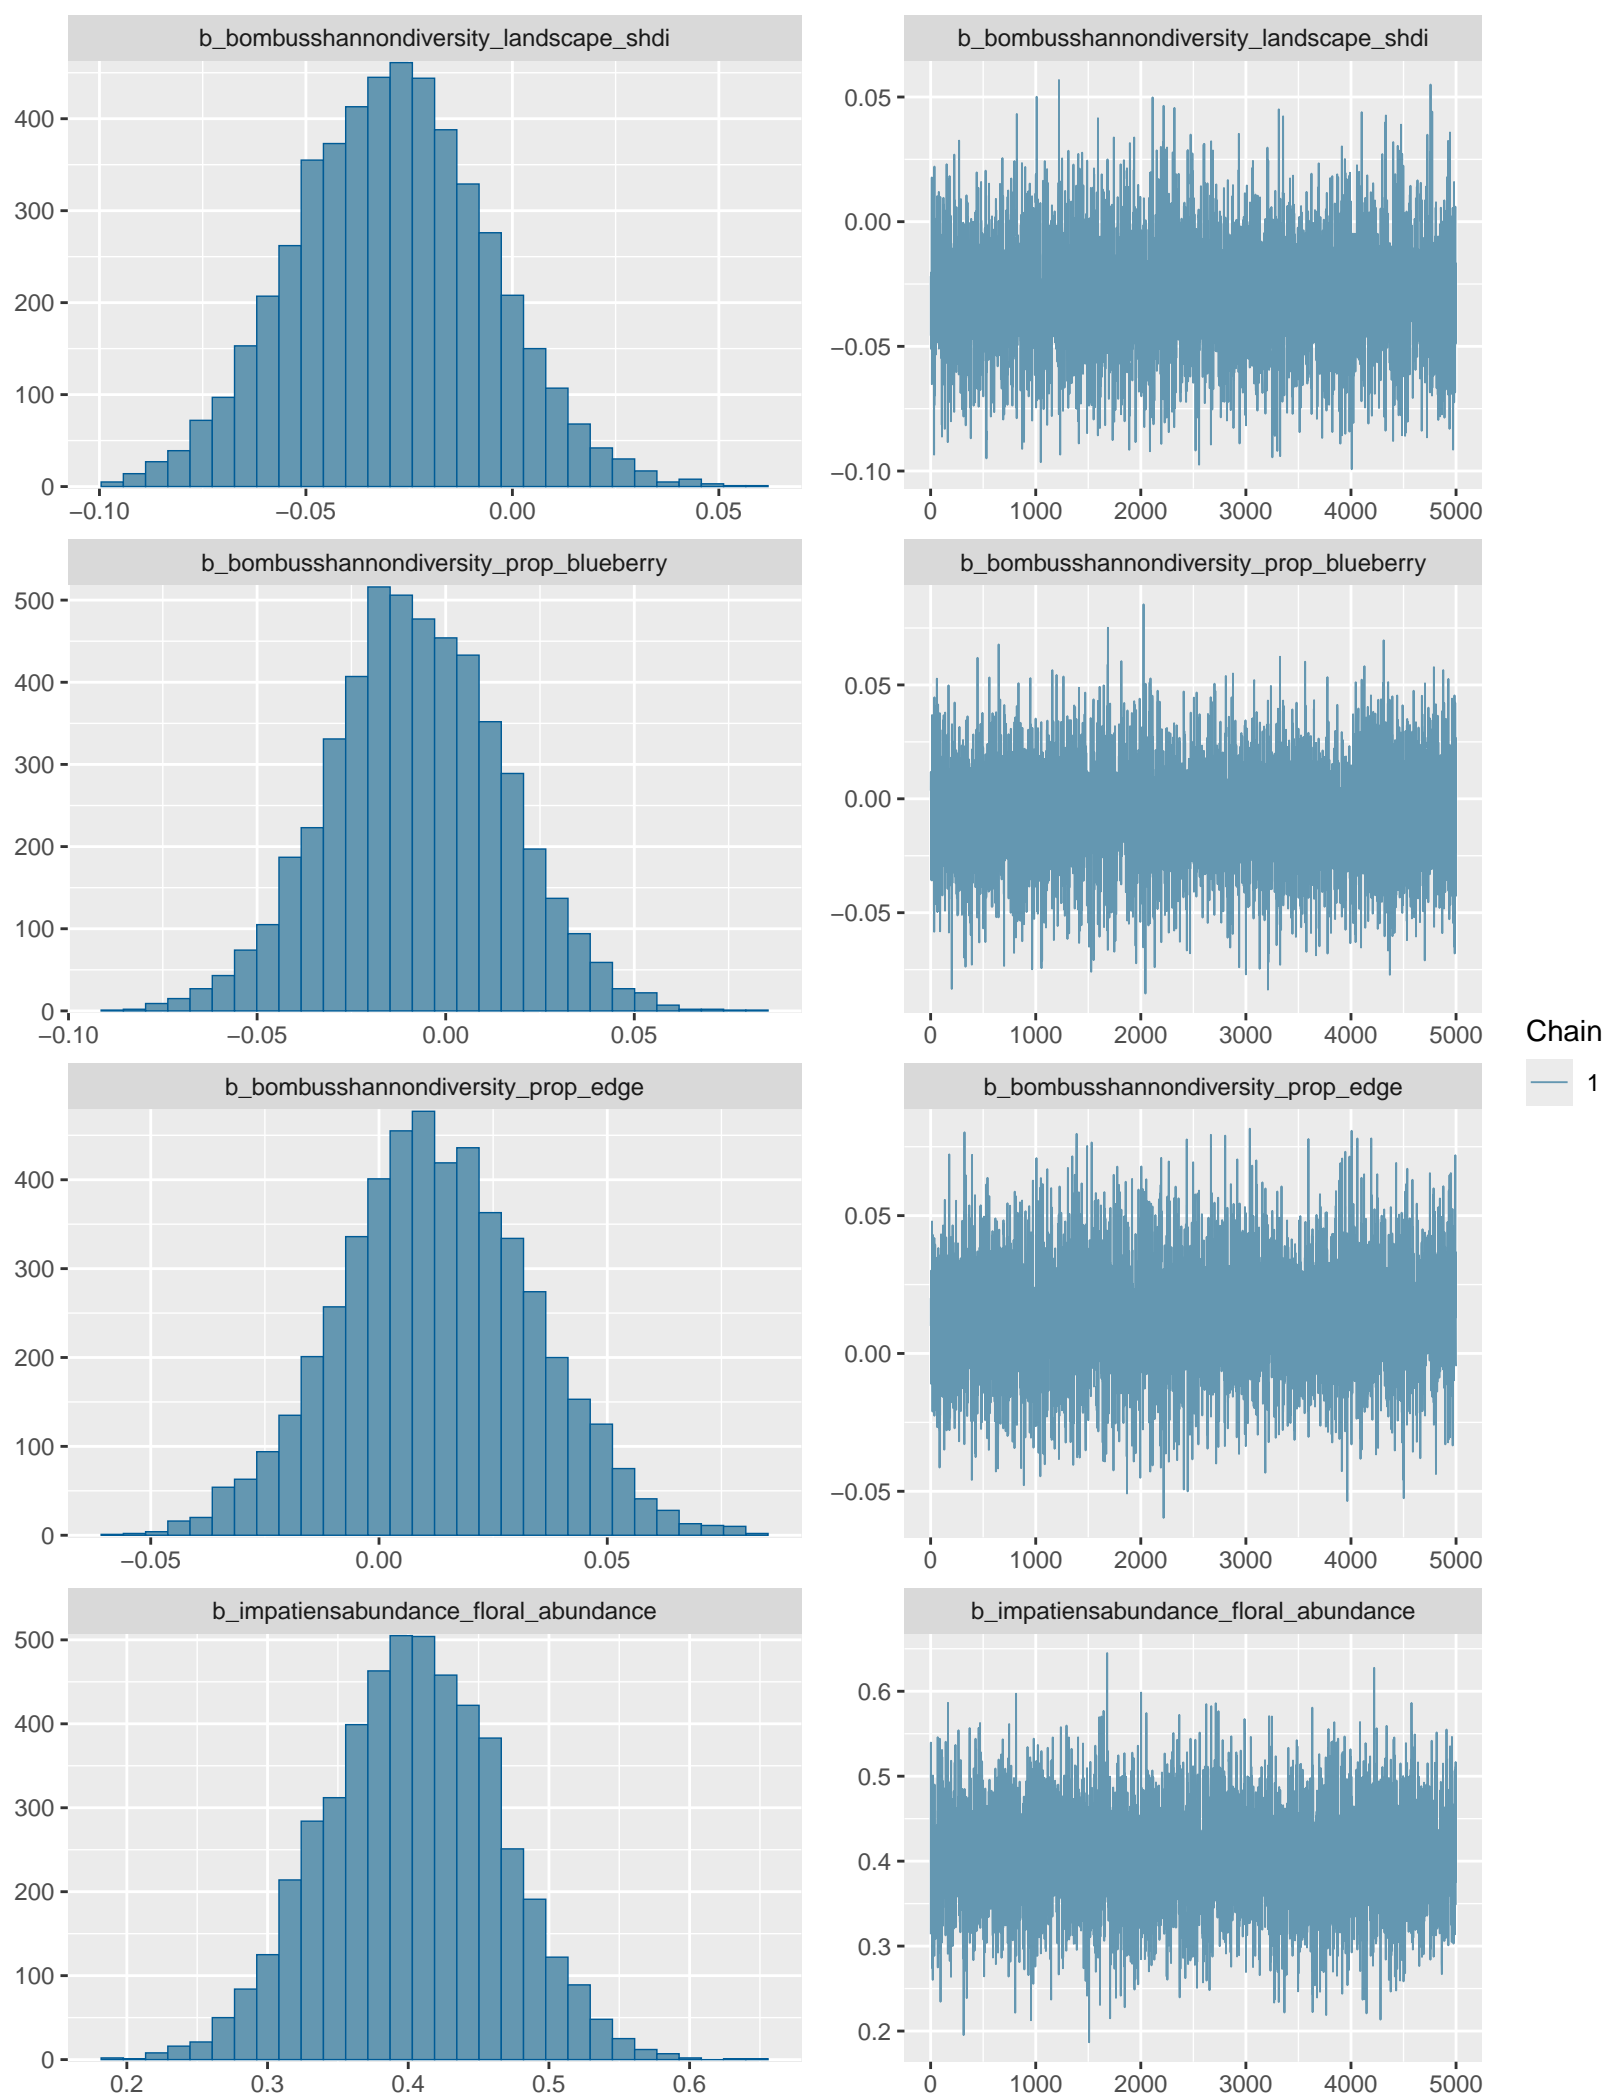 b_bombusshannondiversity_landscape_shdi
b_bombusshannondiversity_landscape_shdi
400
300
200
100
0
−0.10 −0.05 0.00 0.05
0.05
0.00
−0.05
−0.10
0 1000 2000 3000 4000 5000
b_bombusshannondiversity_prop_blueberry
b_bombusshannondiversity_prop_blueberry
500
400
300
200
100
0
−0.10 −0.05 0.00 0.05
0.05
0.00
−0.05
0 1000 2000 3000 4000 5000
b_bombusshannondiversity_prop_edge
b_bombusshannondiversity_prop_edge
400
300
200
100
0
−0.05 0.00 0.05
0.05
0.00
−0.05
0 1000 2000 3000 4000 5000
b_impatiensabundance_floral_abundance
b_impatiensabundance_floral_abundance
500
400
300
200
100
0
0.2 0.3 0.4 0.5 0.6
0.6
0.5
0.4
0.3
0.2
0 1000 2000 3000 4000 5000
Chain
1